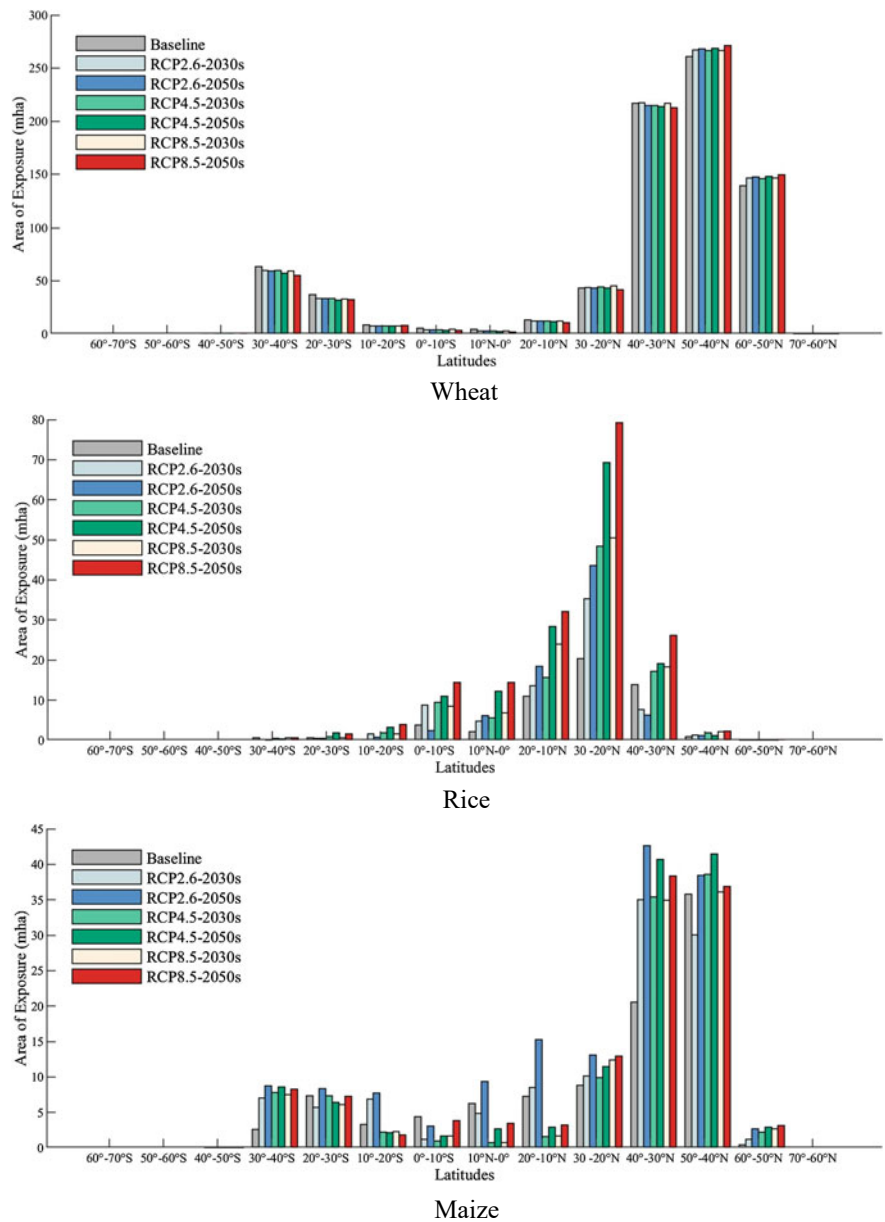 300
250
200
150
100
50
0
Area of Exposure (mha)
Baseline
RCP2.6-2030s
RCP2.6-2050s
RCP4.5-2030s
RCP4.5-2050s
RCP8.5-2030s
RCP8.5-2050s
60°-70°S 50°-60°S 40°-50°S 30°-40°S 20°-30°S 10°-20°S 0°-10°S 10°N-0° 20°-10°N 30 -20°N 40°-30°N 50°-40°N 60°-50°N 70°-60°N
Latitudes
Wheat
80
70
60
50
40
30
20
10
0
Area of Exposure (mha)
Baseline
RCP2.6-2030s
RCP2.6-2050s
RCP4.5-2030s
RCP4.5-2050s
RCP8.5-2030s
RCP8.5-2050s
60°-70°S 50°-60°S 40°-50°S 30°-40°S 20°-30°S 10°-20°S 0°-10°S 10°N-0° 20°-10°N 30 -20°N 40°-30°N 50°-40°N 60°-50°N 70°-60°N
Latitudes
Rice
45
40
35
30
25
20
15
10
5
0
Area of Exposure (mha)
Baseline
RCP2.6-2030s
RCP2.6-2050s
RCP4.5-2030s
RCP4.5-2050s
RCP8.5-2030s
RCP8.5-2050s
60°-70°S 50°-60°S 40°-50°S 30°-40°S 20°-30°S 10°-20°S 0°-10°S 10°N-0° 20°-10°N 30 -20°N 40°-30°N 50°-40°N 60°-50°N 70°-60°N
Latitudes
Maize